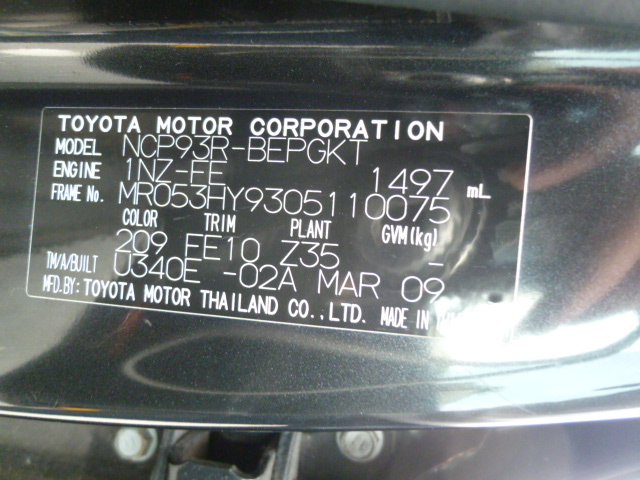 TOYOTA MOTOR CORPORATION
MODEL NCP93R-BEPGKT
ENGINE 1NZ-FE 1497 mL
FRAME No. MR053HY9305110075
COLOR TRIM PLANT GVM(kg)
209 FE10 Z35 -
TM/A/BUILT U340E -02A MAR 09
MFD.BY: TOYOTA MOTOR THAILAND CO.,LTD. MADE IN